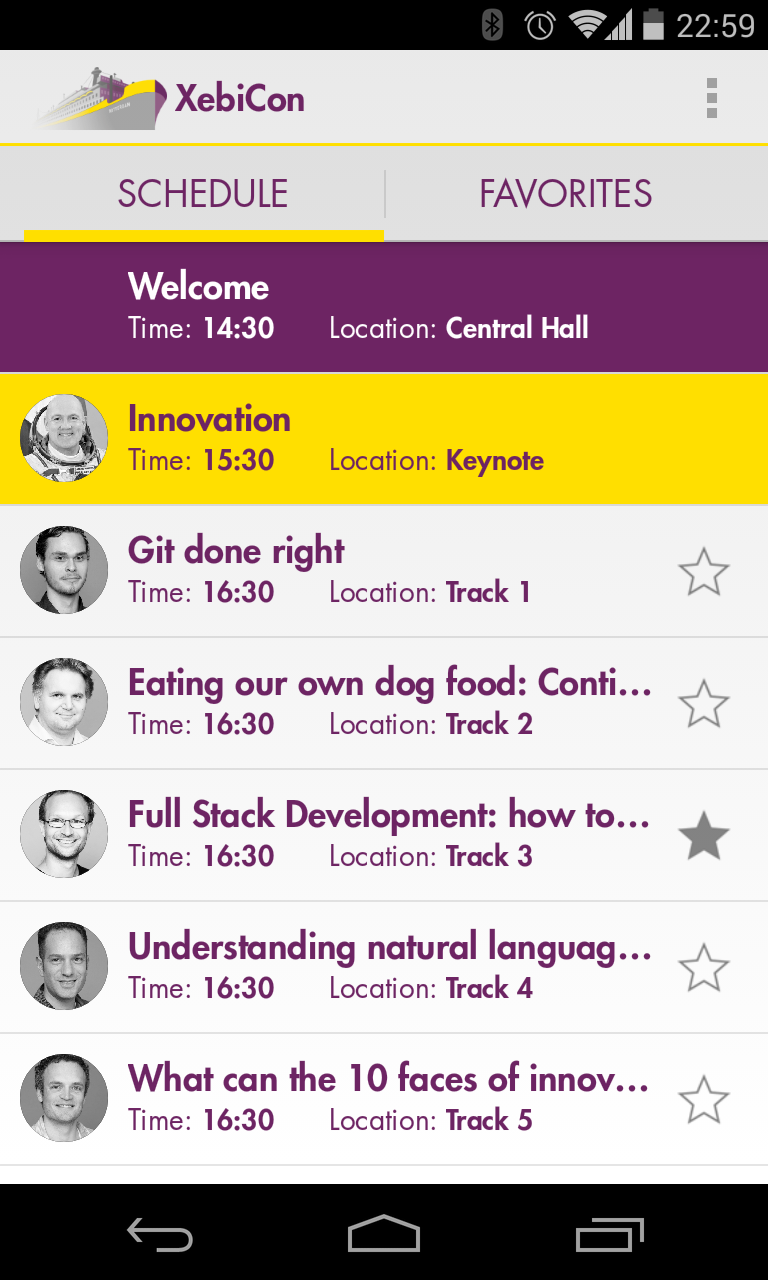 22:59
XebiCon
SCHEDULE
FAVORITES
Welcome
Time: 14:30 Location: Central Hall
Innovation
Time: 15:30 Location: Keynote
Git done right
Time: 16:30 Location: Track 1
Eating our own dog food: Conti...
Time: 16:30 Location: Track 2
Full Stack Development: how to...
Time: 16:30 Location: Track 3
Understanding natural languag...
Time: 16:30 Location: Track 4
What can the 10 faces of innov...
Time: 16:30 Location: Track 5